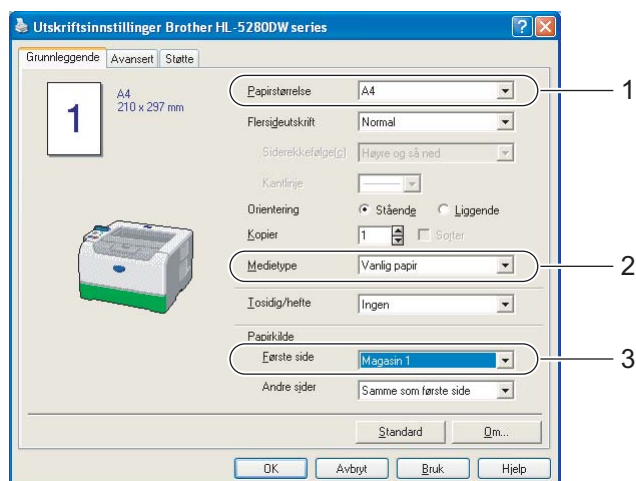 Utskriftsinnstillinger Brother HL-5280DW series
Grunnleggende Avansert Støtte
1
A4
210 x 297 mm
Papirstørrelse A4 1
Flersideutskrift Normal
Siderekkefølge(c) Høyre og så ned
Kantlinje
Orientering Stående Liggende
Kopier 1 Sorter
Medietype Vanlig papir 2
Tosidig/hefte Ingen
Papirkilde
Første side Magasin 1 3
Andre sider Samme som første side
Standard Om...
OK Avbryt Bruk Hjelp